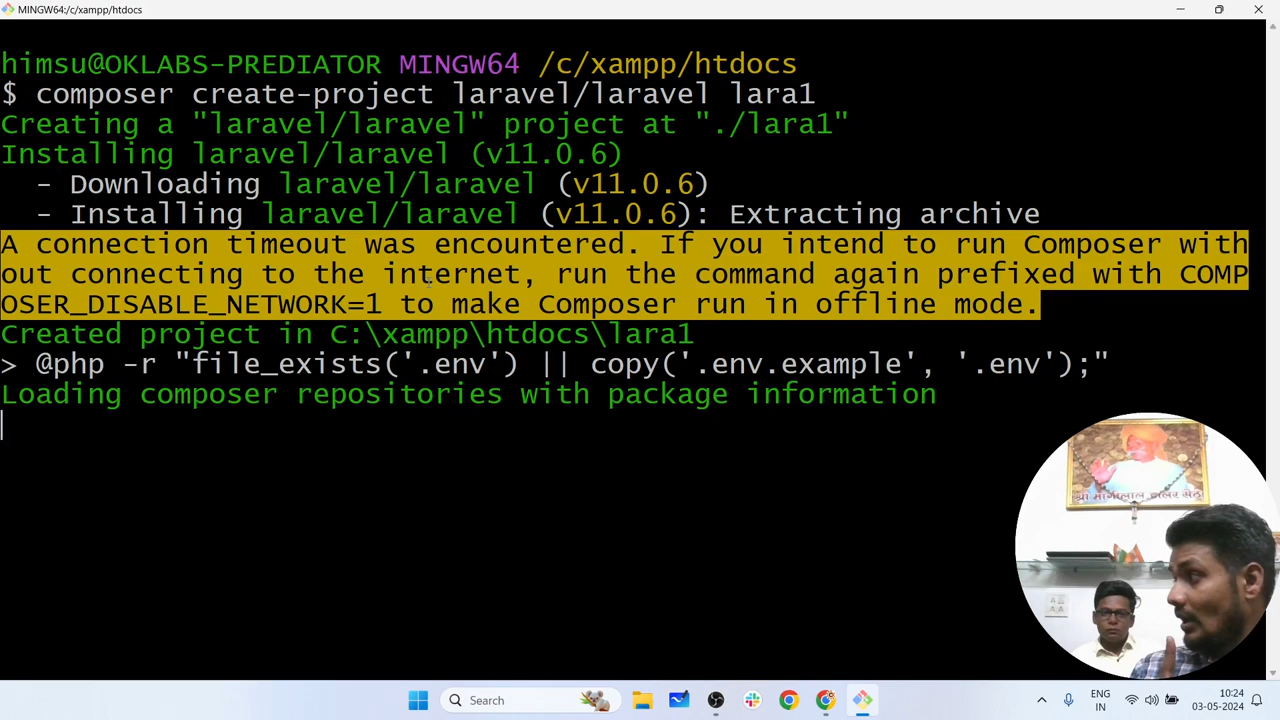 MINGW64:/c/xampp/htdocs
himsu@OKLABS-PREDIATOR MINGW64 /c/xampp/htdocs
$ composer create-project laravel/laravel lara1
Creating a "laravel/laravel" project at "./lara1"
Installing laravel/laravel (v11.0.6)
- Downloading laravel/laravel (v11.0.6)
- Installing laravel/laravel (v11.0.6): Extracting archive
A connection timeout was encountered. If you intend to run Composer with
out connecting to the internet, run the command again prefixed with COMP
OSER_DISABLE_NETWORK=1 to make Composer run in offline mode.
Created project in C:\xampp\htdocs\lara1
> @php -r "file_exists('.env') || copy('.env.example', '.env');"
Loading composer repositories with package information
Search
ENG
IN
10:24
03-05-2024